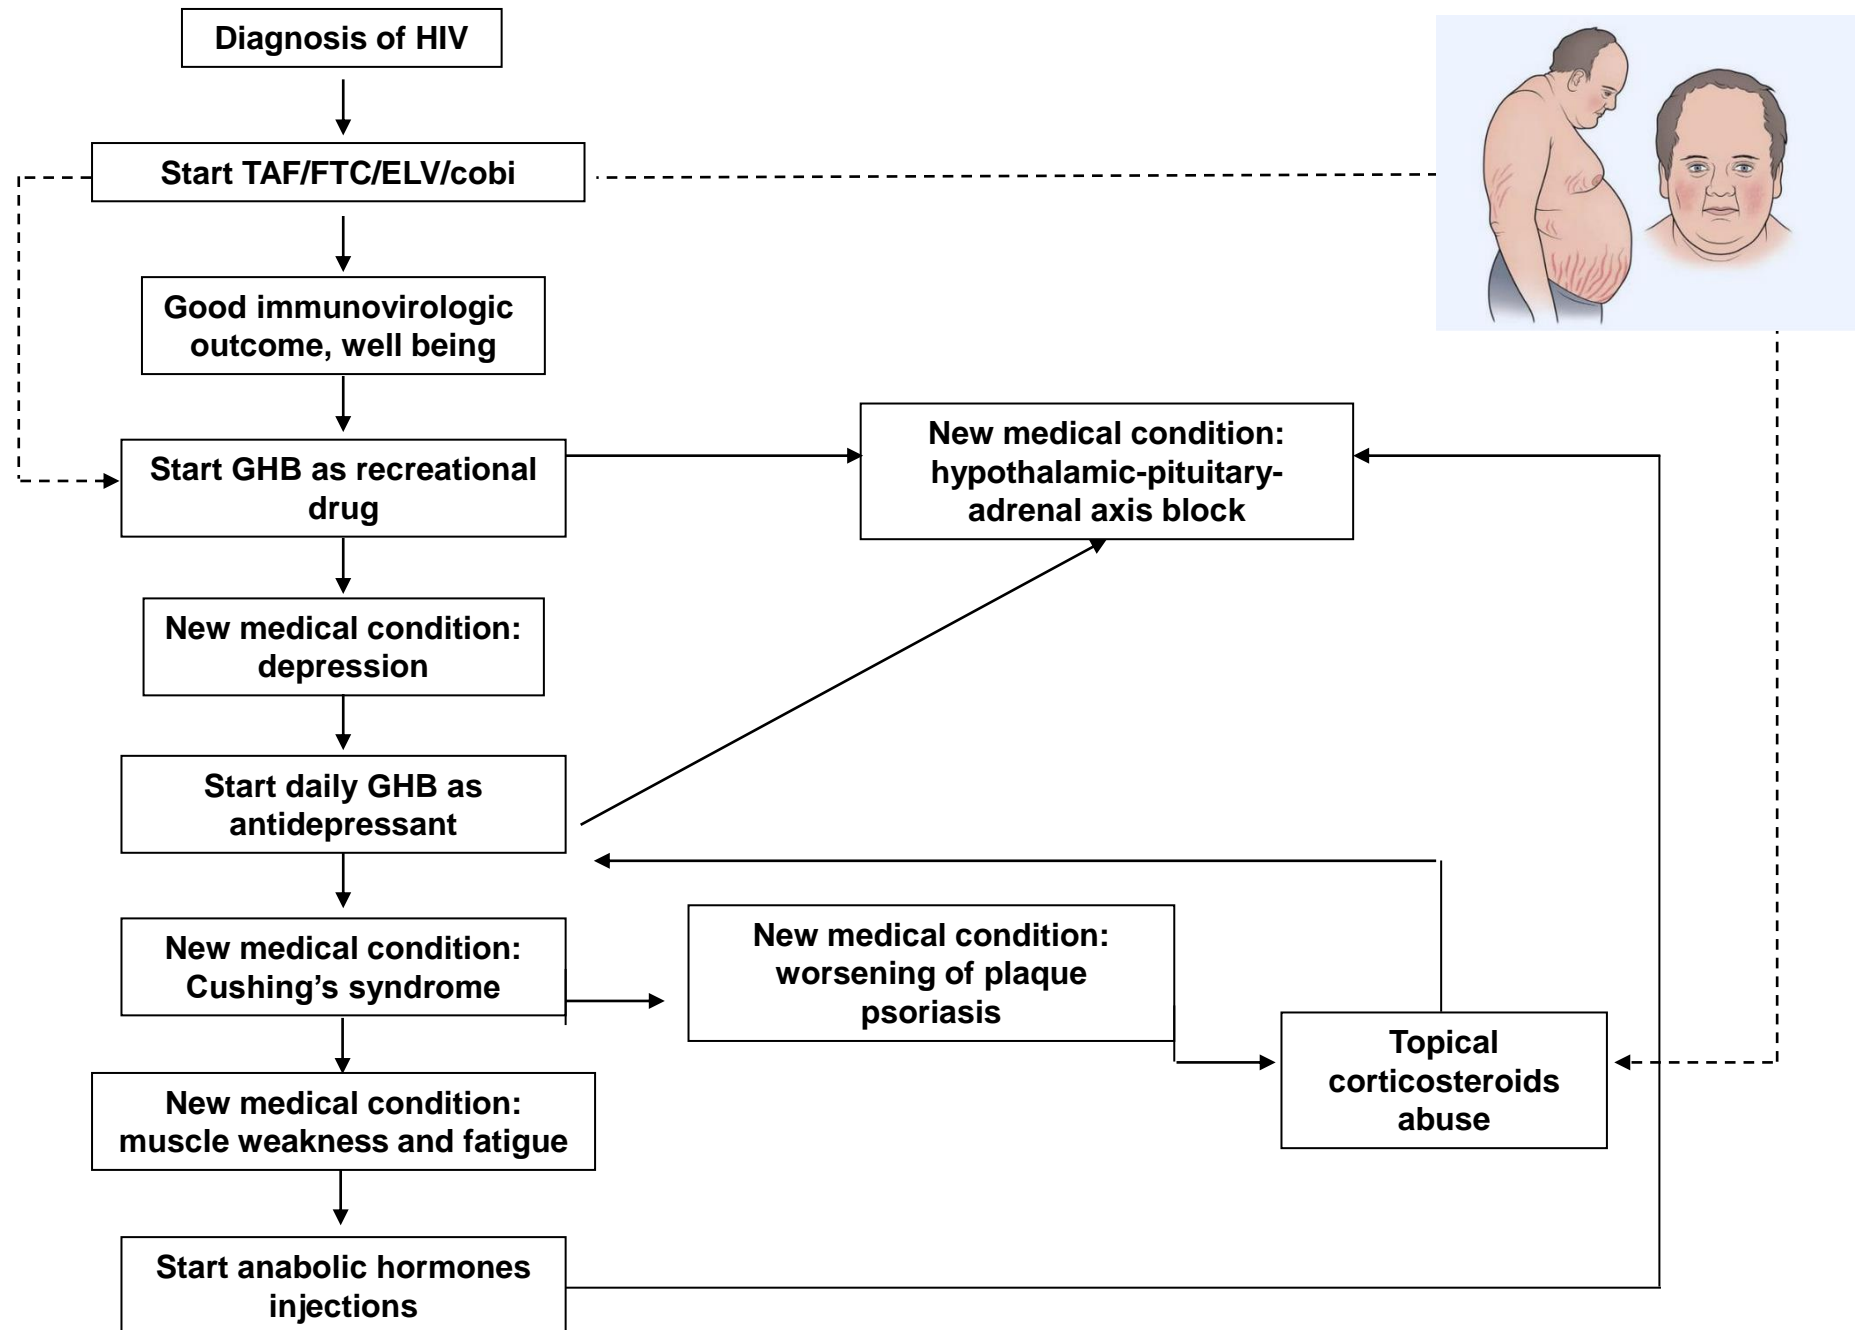 Diagnosis of HIV
Start TAF/FTC/ELV/cobi
Good immunovirologic
outcome, well being
Start GHB as recreational
drug
New medical condition:
hypothalamic-pituitary-
adrenal axis block
New medical condition:
depression
Start daily GHB as
antidepressant
New medical condition:
Cushing’s syndrome
New medical condition:
worsening of plaque
psoriasis
Topical
corticosteroids
abuse
New medical condition:
muscle weakness and fatigue
Start anabolic hormones
injections